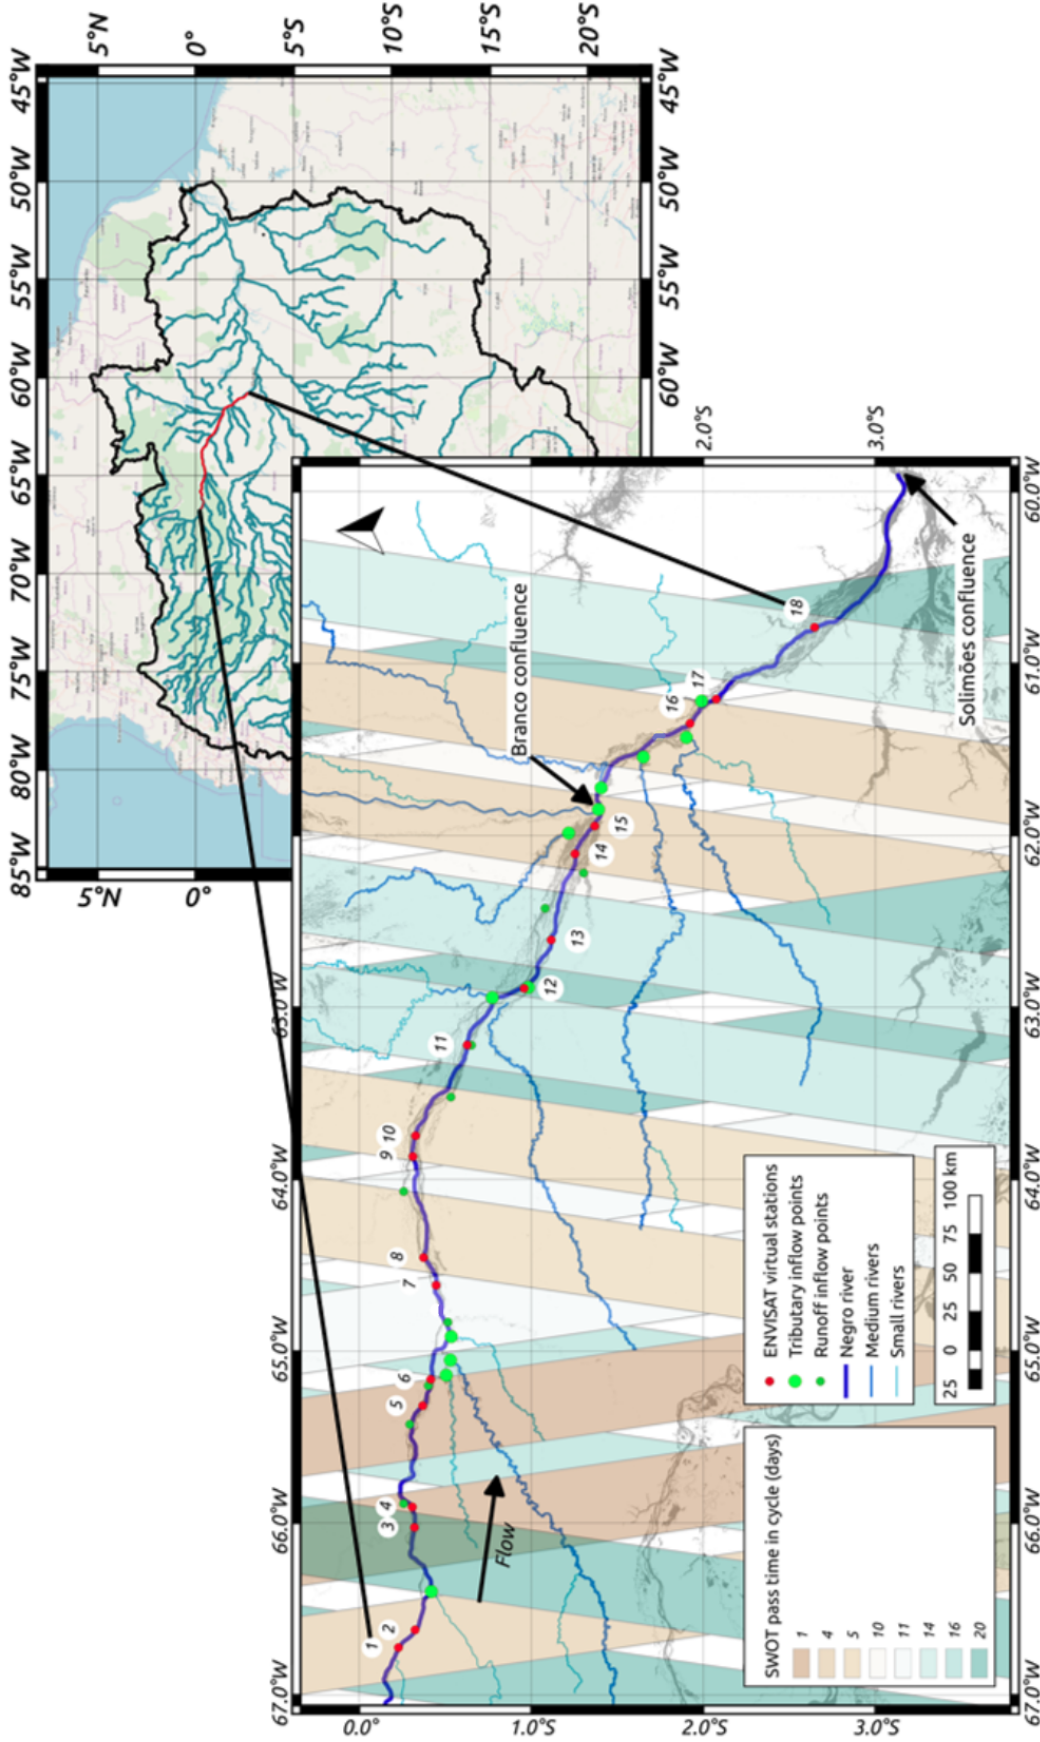 5°N
0°
5°S
10°S
15°S
20°S
85°W
80°W
75°W
70°W
65°W
60°W
55°W
50°W
45°W
45°W
50°W
55°W
60°W
5°N
0°
67.0°W
66.0°W
65.0°W
64.0°W
63.0°W
2.0°S
3.0°S
Branco confluence
Solimões confluence
Flow
1
2
3
4
5
6
7
8
9
10
11
12
13
14
15
16
17
18
0.0°
1.0°S
2.0°S
3.0°S
67.0°W
66.0°W
65.0°W
64.0°W
63.0°W
62.0°W
61.0°W
60.0°W
SWOT pass time in cycle (days)
1
4
5
10
11
14
16
20
ENVISAT virtual stations
Tributary inflow points
Runoff inflow points
Negro river
Medium rivers
Small rivers
25 0 25 50 75 100 km